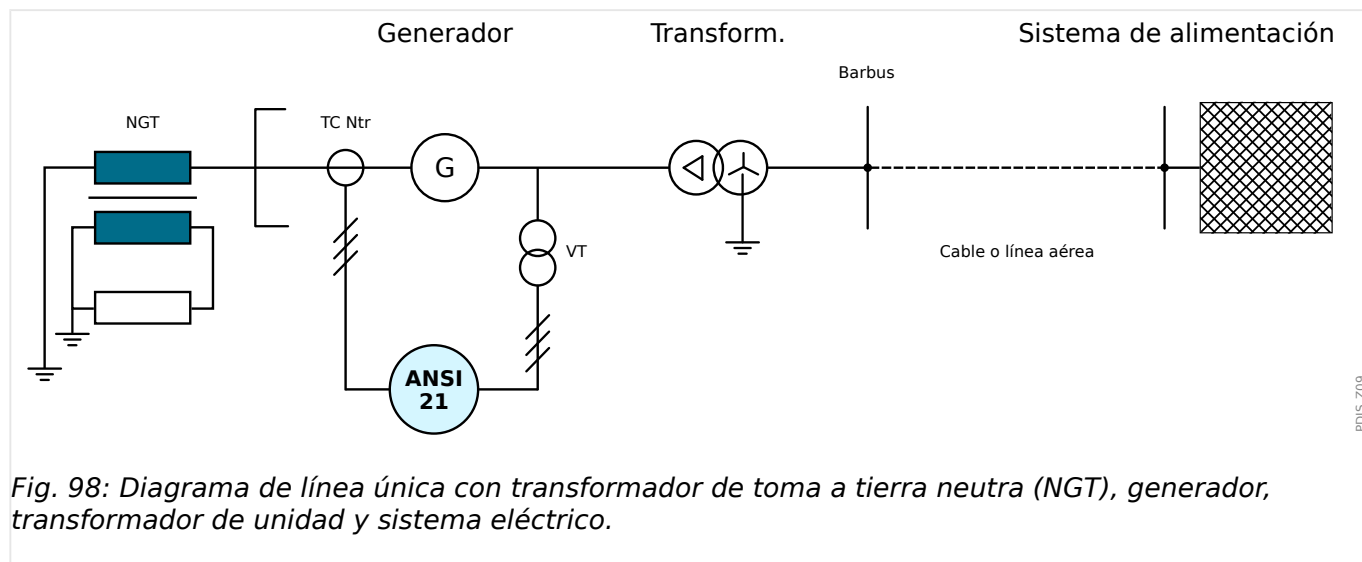 Generador
Transform.
Sistema de alimentación
Barbus
NGT
TC Ntr
G
VT
Cable o línea aérea
ANSI
21
PDIS_Z09
Fig. 98: Diagrama de línea única con transformador de toma a tierra neutra (NGT), generador,
transformador de unidad y sistema eléctrico.